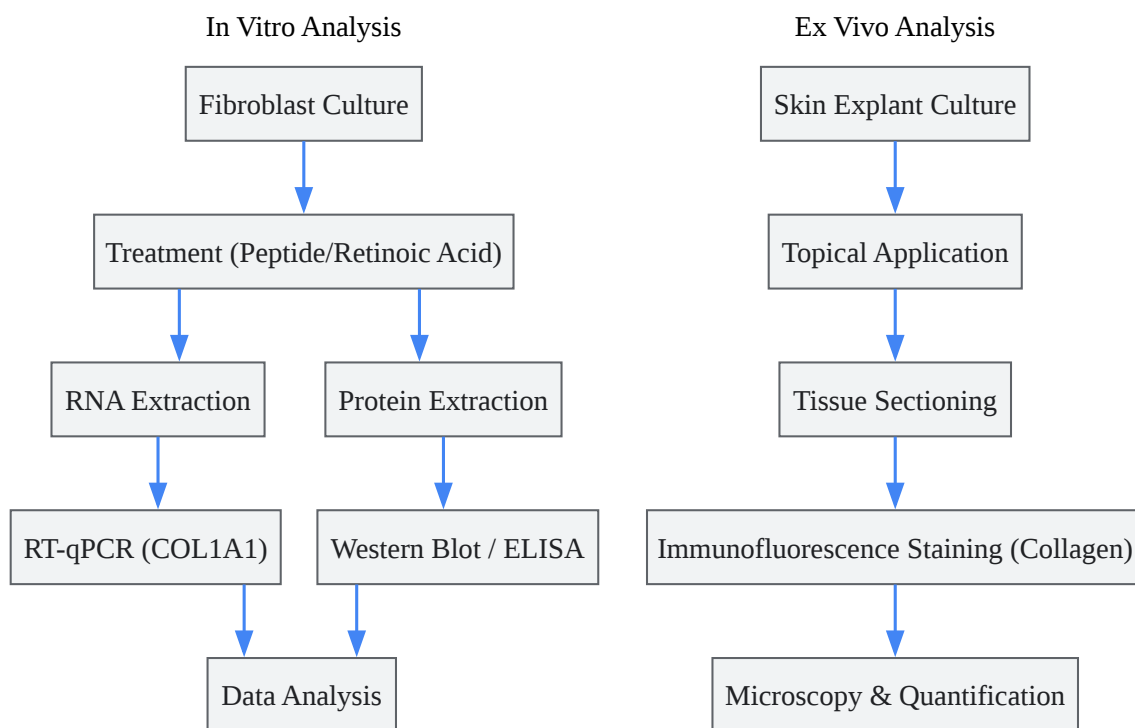 In Vitro Analysis
Fibroblast Culture
Treatment (Peptide/Retinoic Acid)
RNA Extraction
Protein Extraction
RT-qPCR (COL1A1)
Western Blot / ELISA
Data Analysis
Ex Vivo Analysis
Skin Explant Culture
Topical Application
Tissue Sectioning
Immunofluorescence Staining (Collagen)
Microscopy & Quantification